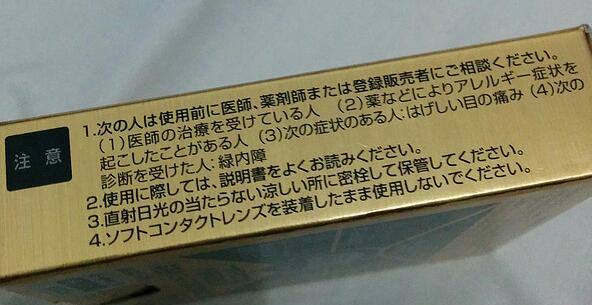 注意
1.次の人は使用前に医師、薬剤師または登録販売者にご相談ください。
(1)医師の治療を受けている人 (2)薬などによりアレルギー症状を
起こしたことがある人 (3)次の症状のある人:はげしい目の痛み (4)次の
診断を受けた人:緑内障
2.使用に際しては、説明書をよくお読みください。
3.直射日光の当たらない涼しい所に密栓して保管してください。
4.ソフトコンタクトレンズを装着したまま使用しないでください。